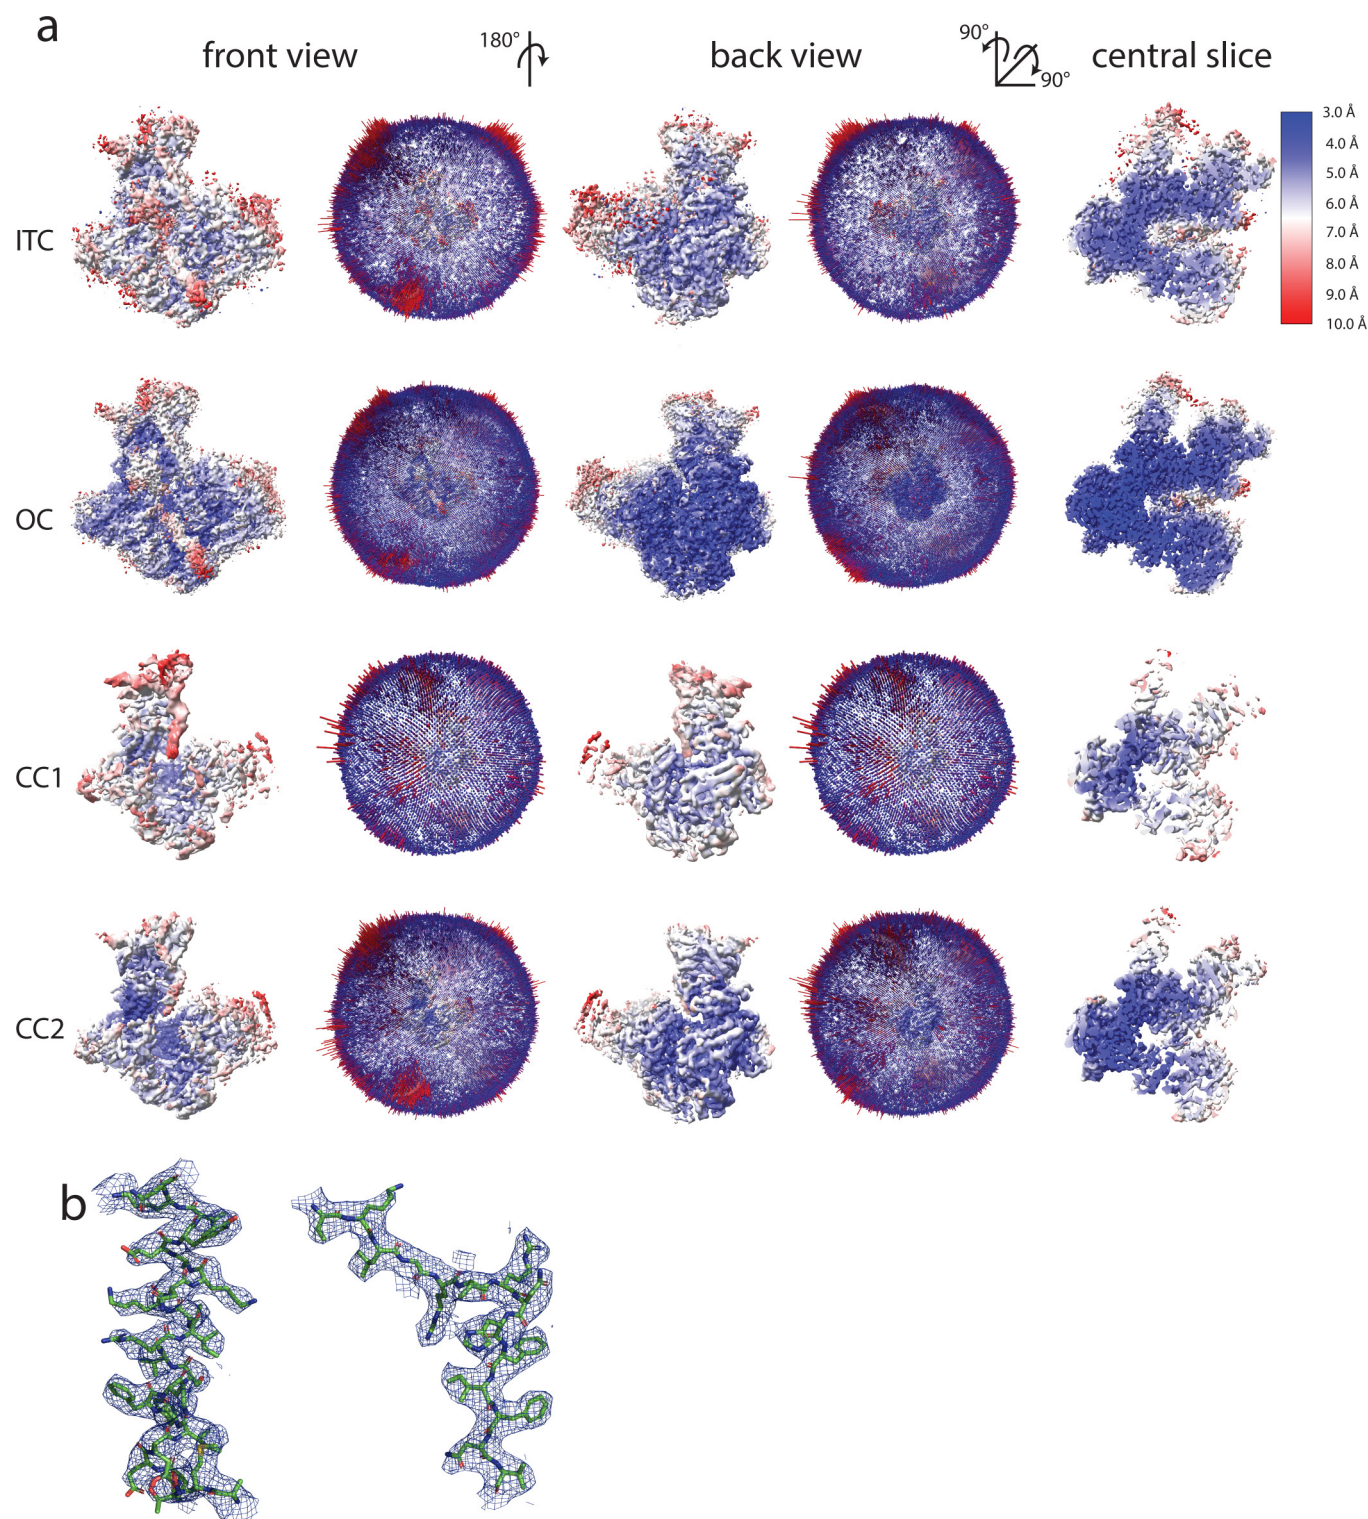 a
front view
180°
back view
90°
90°
central slice
ITC
3.0 Å
4.0 Å
5.0 Å
6.0 Å
7.0 Å
8.0 Å
9.0 Å
10.0 Å
OC
CC1
CC2
b